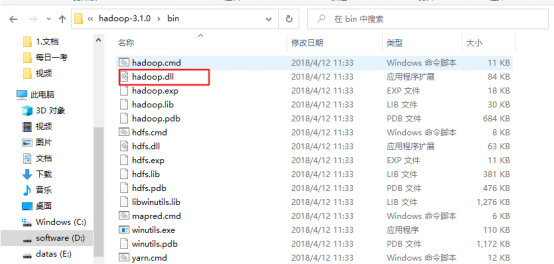 « hadoop-3.1.0 › bin
在 bin 中搜索
名称 修改日期 类型 大小
1.文档
每日一考
视频
此电脑
3D 对象
视频
图片
文档
下载
音乐
桌面
Windows (C:)
software (D:)
datas (E:)
hadoop.cmd 2018/4/12 11:33 Windows 命令脚本 11 KB
hadoop.dll 2018/4/12 11:33 应用程序扩展 84 KB
hadoop.exp 2018/4/12 11:33 EXP 文件 18 KB
hadoop.lib 2018/4/12 11:33 LIB 文件 30 KB
hadoop.pdb 2018/4/12 11:33 PDB 文件 684 KB
hdfs.cmd 2018/4/12 11:33 Windows 命令脚本 8 KB
hdfs.dll 2018/4/12 11:33 应用程序扩展 63 KB
hdfs.exp 2018/4/12 11:33 EXP 文件 11 KB
hdfs.lib 2018/4/12 11:33 LIB 文件 381 KB
hdfs.pdb 2018/4/12 11:33 PDB 文件 476 KB
libwinutils.lib 2018/4/12 11:33 LIB 文件 1,276 KB
mapred.cmd 2018/4/12 11:33 Windows 命令脚本 6 KB
winutils.exe 2018/4/12 11:33 应用程序 110 KB
winutils.pdb 2018/4/12 11:33 PDB 文件 1,172 KB
yarn.cmd 2018/4/12 11:33 Windows 命令脚本 12 KB